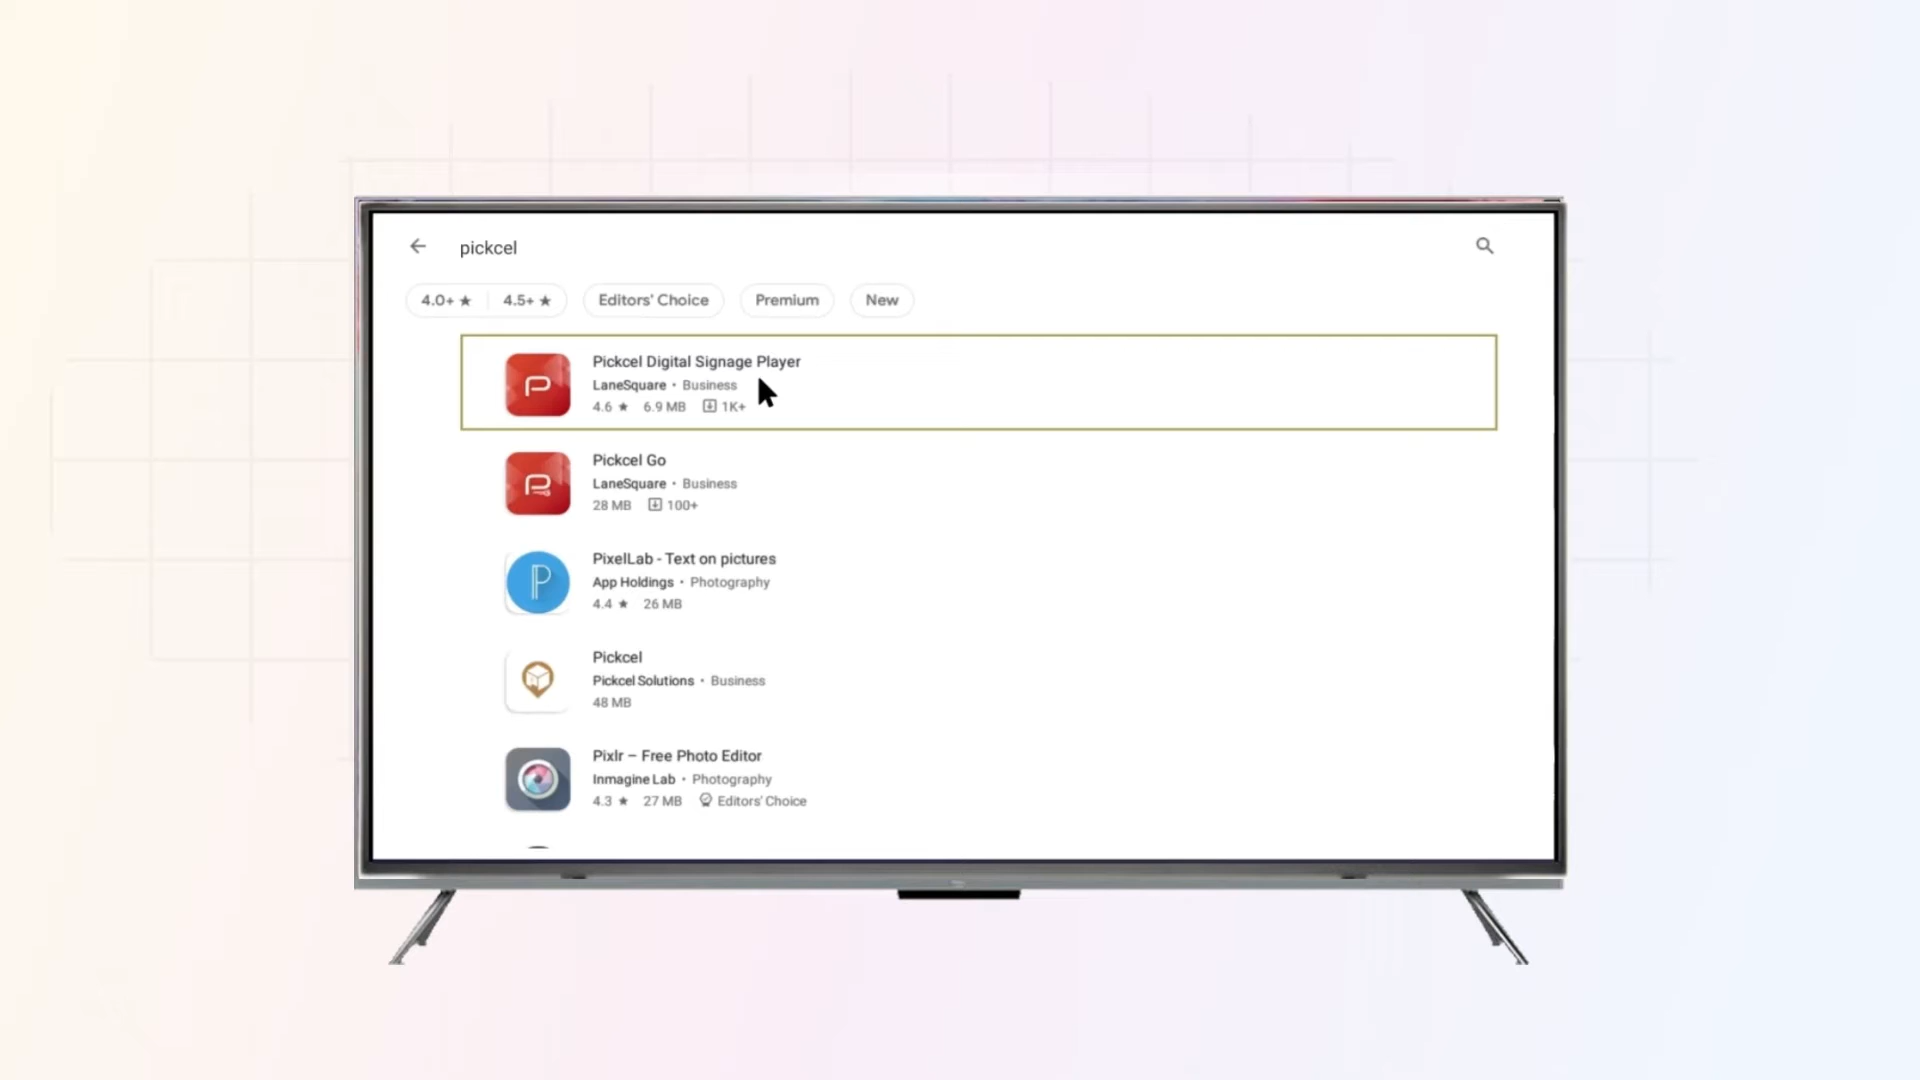 pickcel
4.0+ ★ 4.5+ ★ Editors' Choice Premium New
Pickcel Digital Signage Player
LaneSquare • Business
4.6 ★ 6.9 MB 1K+
Pickcel Go
LaneSquare • Business
28 MB 100+
PixelLab - Text on pictures
App Holdings • Photography
4.4 ★ 26 MB
Pickcel
Pickcel Solutions • Business
48 MB
Pixlr – Free Photo Editor
Inmagine Lab • Photography
4.3 ★ 27 MB Editors' Choice